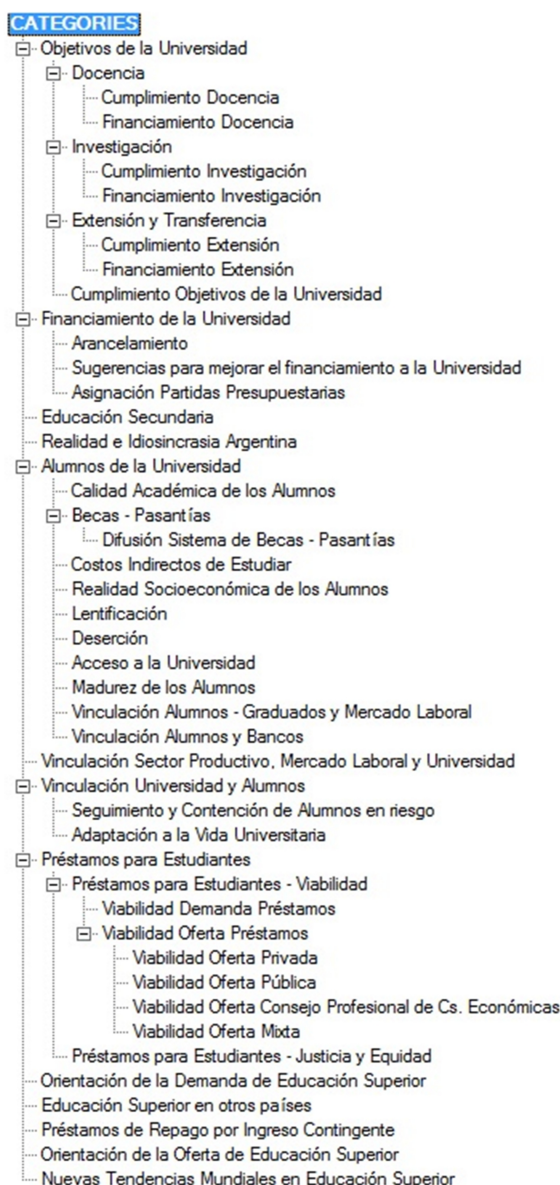 CATEGORIES
Objetivos de la Universidad
Docencia
Cumplimiento Docencia
Financiamiento Docencia
Investigación
Cumplimiento Investigación
Financiamiento Investigación
Extensión y Transferencia
Cumplimiento Extensión
Financiamiento Extensión
Cumplimiento Objetivos de la Universidad
Financiamiento de la Universidad
Arancelamiento
Sugerencias para mejorar el financiamiento a la Universidad
Asignación Partidas Presupuestarias
Educación Secundaria
Realidad e Idiosincrasia Argentina
Alumnos de la Universidad
Calidad Académica de los Alumnos
Becas - Pasantías
Difusión Sistema de Becas - Pasantías
Costos Indirectos de Estudiar
Realidad Socioeconómica de los Alumnos
Lentificación
Deserción
Acceso a la Universidad
Madurez de los Alumnos
Vinculación Alumnos - Graduados y Mercado Laboral
Vinculación Alumnos y Bancos
Vinculación Sector Productivo, Mercado Laboral y Universidad
Vinculación Universidad y Alumnos
Seguimiento y Contención de Alumnos en riesgo
Adaptación a la Vida Universitaria
Préstamos para Estudiantes
Préstamos para Estudiantes - Viabilidad
Viabilidad Demanda Préstamos
Viabilidad Oferta Préstamos
Viabilidad Oferta Privada
Viabilidad Oferta Pública
Viabilidad Oferta Consejo Profesional de Cs. Económicas
Viabilidad Oferta Mixta
Préstamos para Estudiantes - Justicia y Equidad
Orientación de la Demanda de Educación Superior
Educación Superior en otros países
Préstamos de Repago por Ingreso Contingente
Orientación de la Oferta de Educación Superior
Nuevas Tendencias Mundiales en Educación Superior